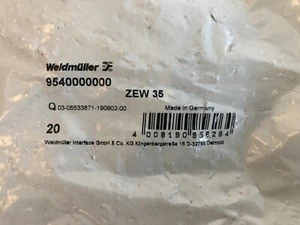 Weidmüller
9540000000
ZEW 35
Q 03-05533871-190902-00
Made in Germany
20
4 008190 956264
Weidmüller Interface GmbH & Co. KG Klingenbergstraße 16 D-32758 Detmold